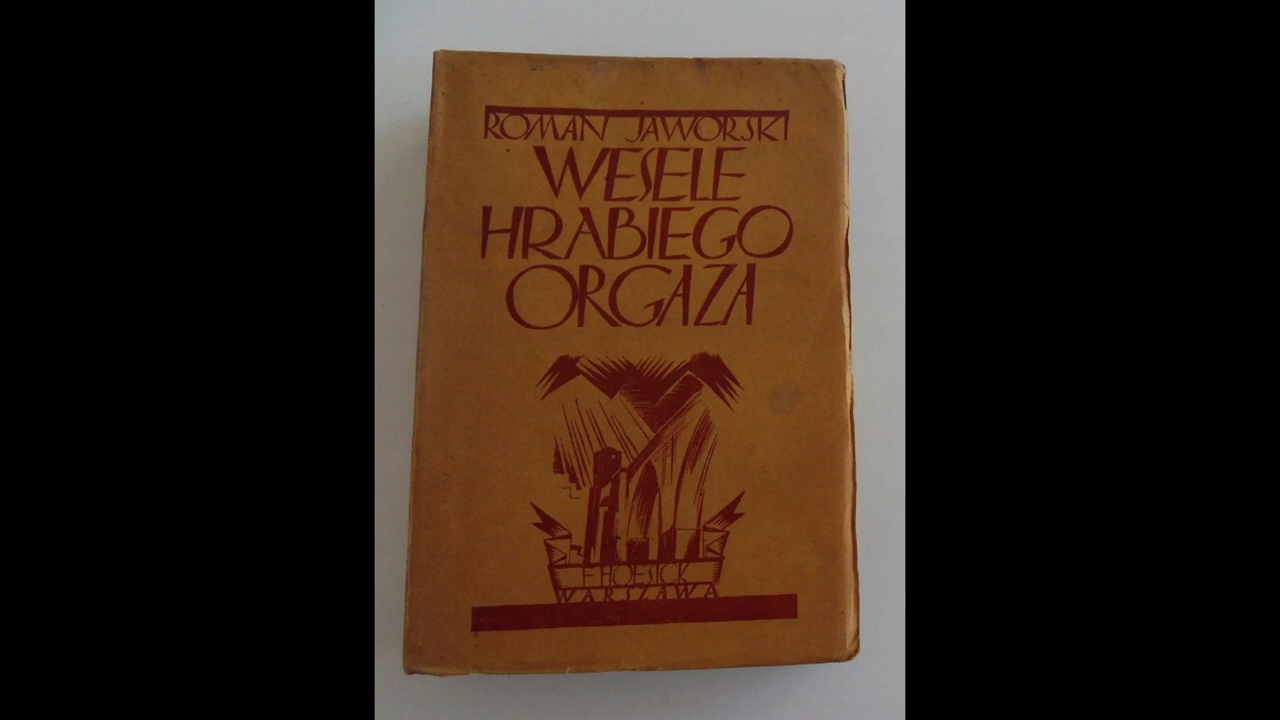 ROMAN JAWORSKI
WESELE
HRABIEGO
ORGAZA
F. HOESICK
WARSZAWA